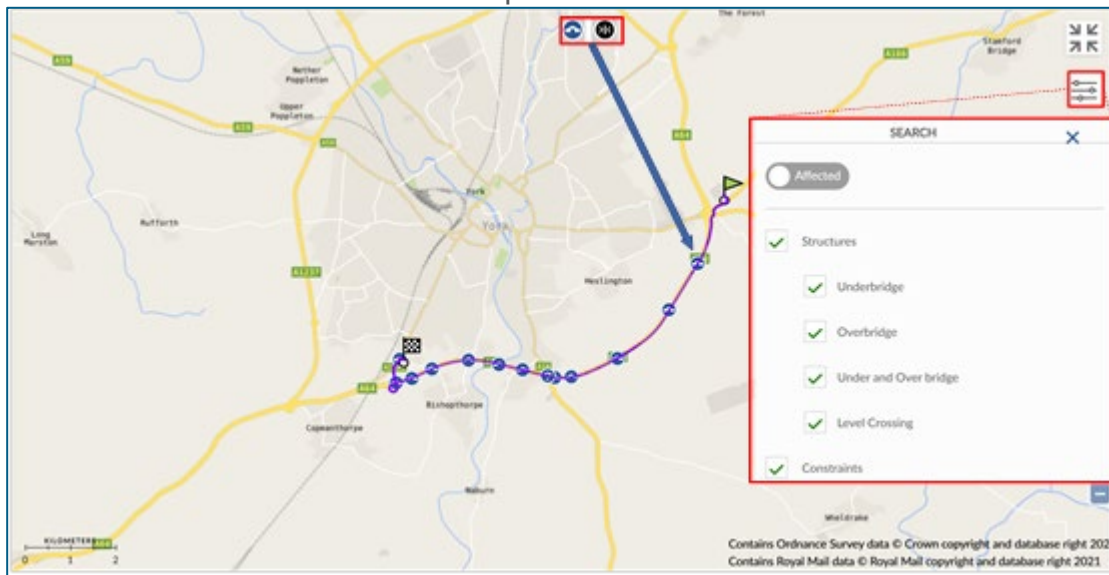 The Forest
Stamford
Bridge
A59
A166
Nether
Poppleton
Upper
Poppleton
A59
A64
SEARCH
Affected
York
York
Rufforth
Long
Marston
A1237
Heslington
Structures
Underbridge
Overbridge
Under and Over bridge
Level Crossing
Constraints
A64
Bishopthorpe
Copmanthorpe
Naburn
Wheldrake
A64
KILOMETERS
0 1 2
Contains Ordnance Survey data © Crown copyright and database right 202
Contains Royal Mail data © Royal Mail copyright and database right 2021